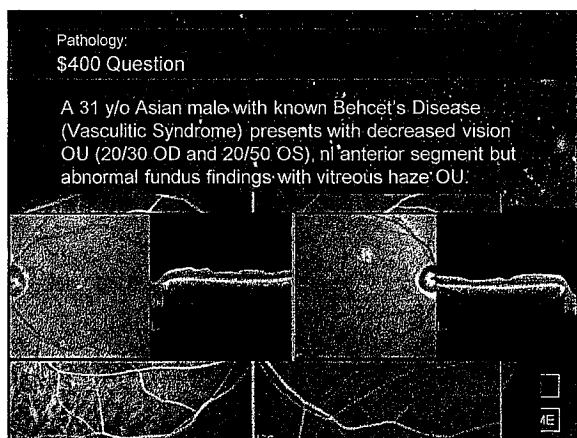 Pathology:
$400 Question
A 31 y/o Asian male with known Behcet's Disease
(Vasculitic Syndrome) presents with decreased vision
OU (20/30 OD and 20/50 OS), nl anterior segment but
abnormal fundus findings with vitreous haze OU.
ME